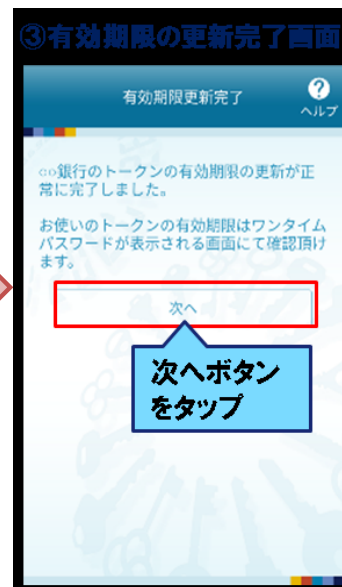 ③有効期限の更新完了画面
有効期限更新完了
?
ヘルプ
○○銀行のトークンの有効期限の更新が正
常に完了しました。
お使いのトークンの有効期限はワンタイム
パスワードが表示される画面にて確認頂け
ます。
次へ
次へボタン
をタップ